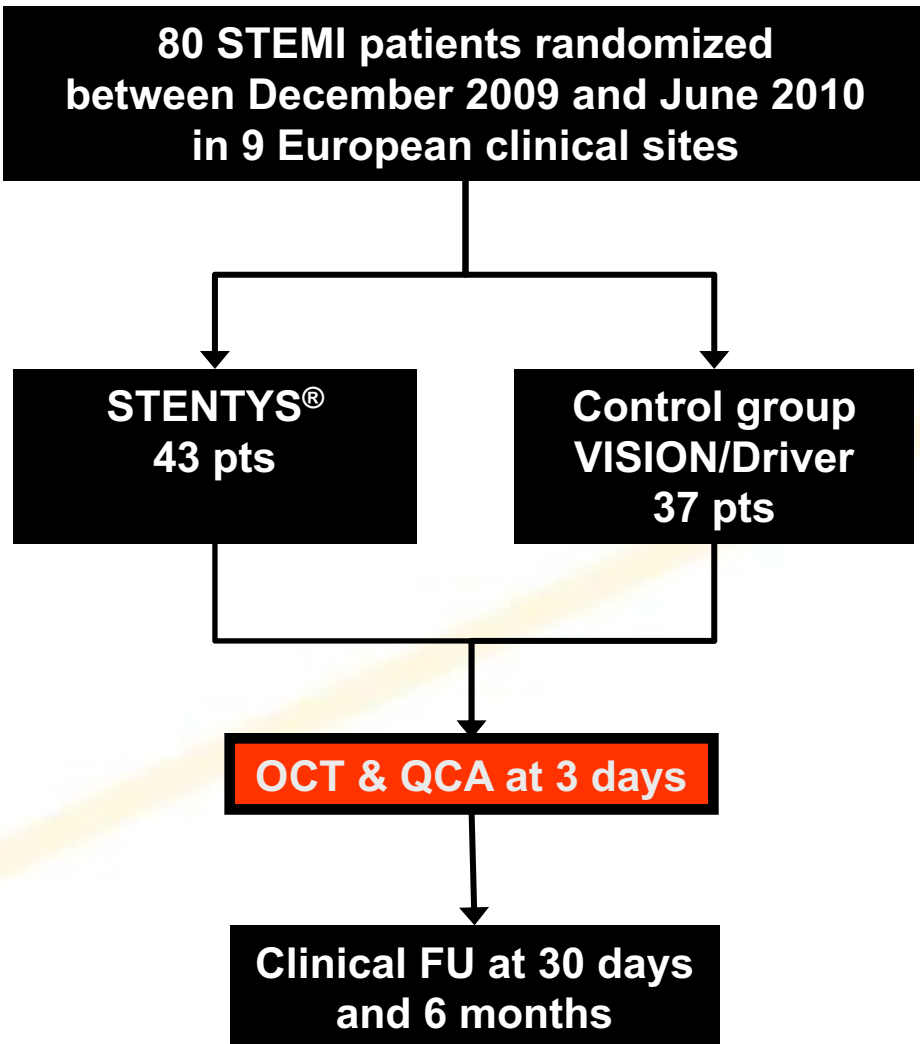 80 STEMI patients randomized
between December 2009 and June 2010
in 9 European clinical sites
STENTYS®
43 pts
Control group
VISION/Driver
37 pts
OCT & QCA at 3 days
Clinical FU at 30 days
and 6 months